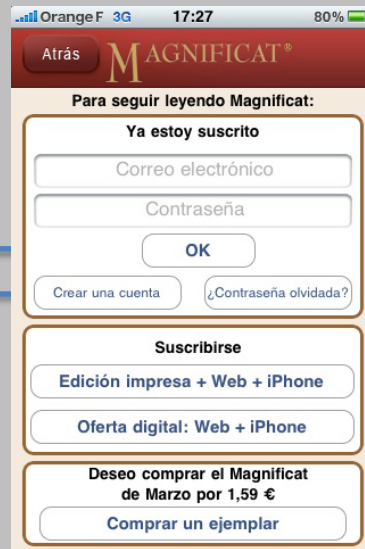 Orange F 3G 17:27 80%
Atrás MAGNIFICAT®
Para seguir leyendo Magnificat:
Ya estoy suscrito
Correo electrónico
Contraseña
OK
Crear una cuenta ¿Contraseña olvidada?
Suscribirse
Edición impresa + Web + iPhone
Oferta digital: Web + iPhone
Deseo comprar el Magnificat
de Marzo por 1,59 €
Comprar un ejemplar